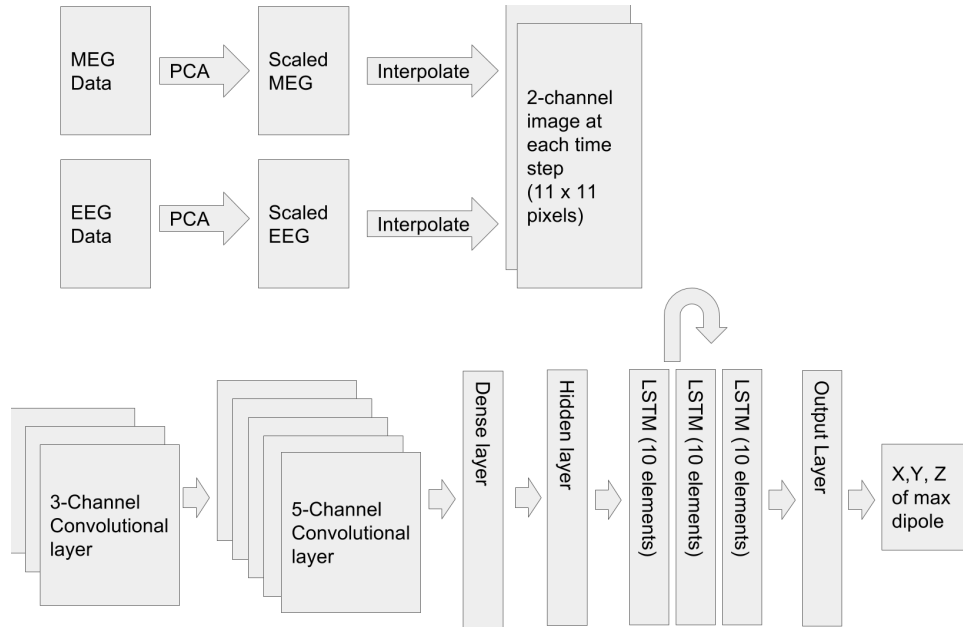 MEG
Data
PCA
Scaled
MEG
Interpolate
2-channel
image at
each time
step
(11 x 11
pixels)
EEG
Data
PCA
Scaled
EEG
Interpolate
3-Channel
Convolutional
layer
5-Channel
Convolutional
layer
Dense layer
Hidden layer
LSTM (10 elements)
LSTM (10 elements)
LSTM (10 elements)
Output Layer
X,Y, Z
of max
dipole